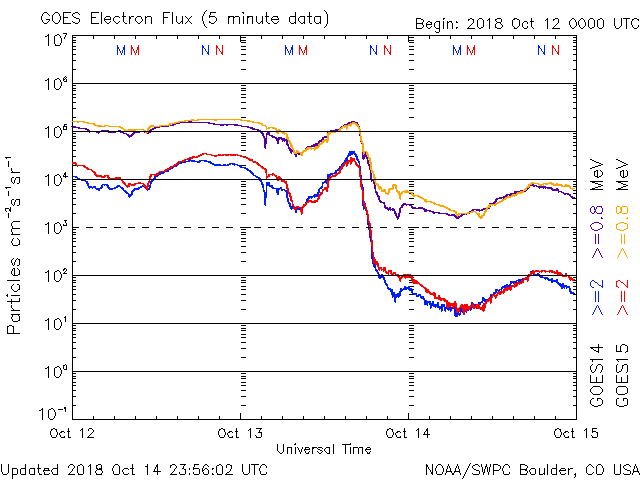 GOES Electron Flux (5 minute data)
Begin: 2018 Oct 12 0000 UTC
M M N N M M N N M M N N
10⁷
10⁶
10⁵
10⁴
10³
10²
10¹
10⁰
10⁻¹
Particles cm⁻²s⁻¹sr⁻¹
Oct 12 Oct 13 Oct 14 Oct 15
Universal Time
GOES14 >=2 >=0.8 MeV
GOES15 >=2 >=0.8 MeV
Updated 2018 Oct 14 23:56:02 UTC
NOAA/SWPC Boulder, CO USA